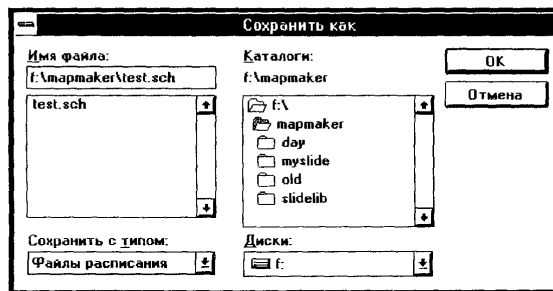 Сохранить как
Имя файла:
f:\mapmaker\test.sch
test.sch
Сохранить с типом:
Файлы расписания
Каталоги:
f:\mapmaker
f:\
mapmaker
day
myslide
old
slidelib
Диски:
f:
OK
Отмена